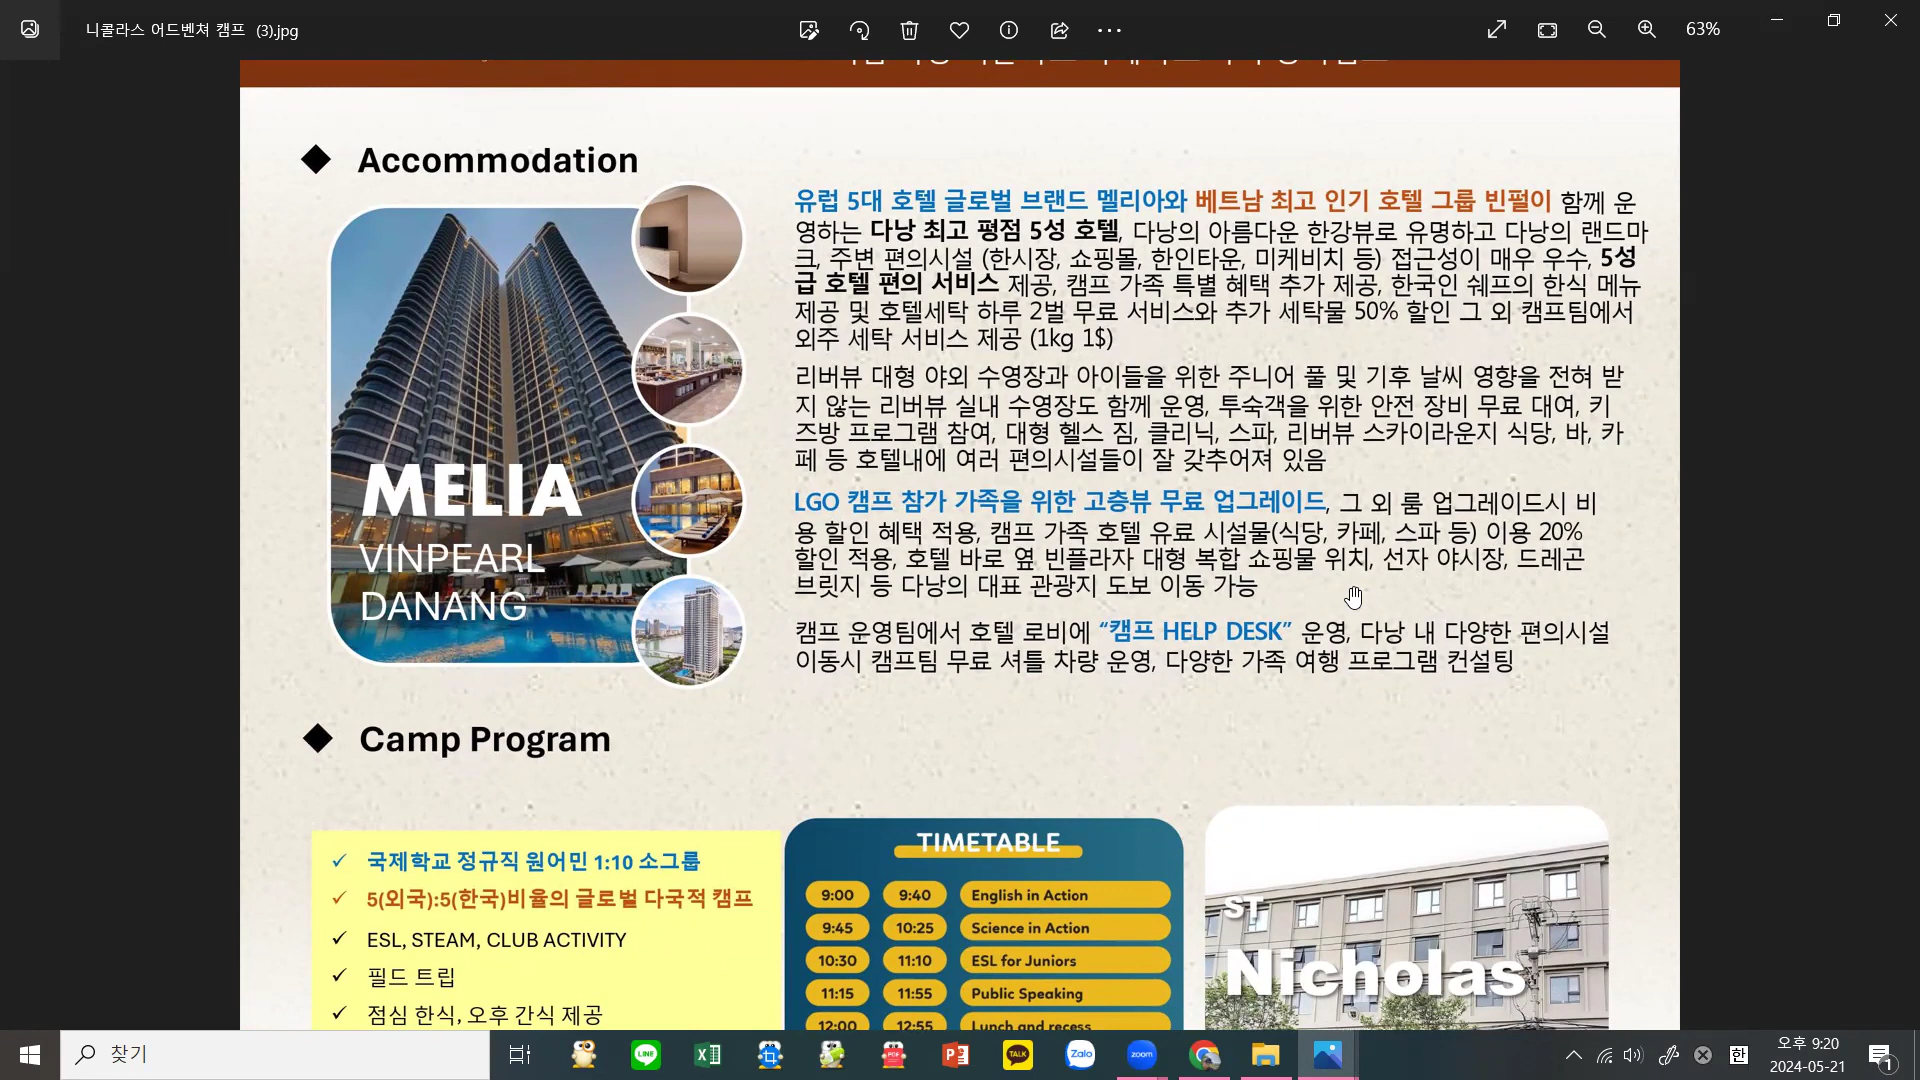 니콜라스 어드벤쳐 캠프 (3).jpg
63%
Accommodation
유럽 5대 호텔 글로벌 브랜드 멜리아와 베트남 최고 인기 호텔 그룹 빈펄이 함께 운
영하는 다낭 최고 평점 5성 호텔, 다낭의 아름다운 한강뷰로 유명하고 다낭의 랜드마
크, 주변 편의시설 (한시장, 쇼핑몰, 한인타운, 미케비치 등) 접근성이 매우 우수, 5성
급 호텔 편의 서비스 제공, 캠프 가족 특별 혜택 추가 제공, 한국인 쉐프의 한식 메뉴
제공 및 호텔세탁 하루 2벌 무료 서비스와 추가 세탁물 50% 할인 그 외 캠프팀에서
외주 세탁 서비스 제공 (1kg 1$)
리버뷰 대형 야외 수영장과 아이들을 위한 주니어 풀 및 기후 날씨 영향을 전혀 받
지 않는 리버뷰 실내 수영장도 함께 운영, 투숙객을 위한 안전 장비 무료 대여, 키
즈방 프로그램 참여, 대형 헬스 짐, 클리닉, 스파, 리버뷰 스카이라운지 식당, 바, 카
페 등 호텔내에 여러 편의시설들이 잘 갖추어져 있음
LGO 캠프 참가 가족을 위한 고층뷰 무료 업그레이드, 그 외 룸 업그레이드시 비
용 할인 혜택 적용, 캠프 가족 호텔 유료 시설물(식당, 카페, 스파 등) 이용 20%
할인 적용, 호텔 바로 옆 빈플라자 대형 복합 쇼핑물 위치, 선자 야시장, 드레곤
브릿지 등 다낭의 대표 관광지 도보 이동 가능
캠프 운영팀에서 호텔 로비에 “캠프 HELP DESK” 운영, 다낭 내 다양한 편의시설
이동시 캠프팀 무료 셔틀 차량 운영, 다양한 가족 여행 프로그램 컨설팅
MELIA
VINPEARL
DANANG
Camp Program
국제학교 정규직 원어민 1:10 소그룹
5(외국):5(한국)비율의 글로벌 다국적 캠프
ESL, STEAM, CLUB ACTIVITY
필드 트립
점심 한식, 오후 간식 제공
TIMETABLE
9:00 9:40 English in Action
9:45 10:25 Science in Action
10:30 11:10 ESL for Juniors
11:15 11:55 Public Speaking
12:00 12:55 Lunch and recess
ST
Nicholas
찾기
LINE
TALK
Zalo
zoom
한
오후 9:20
2024-05-21
1